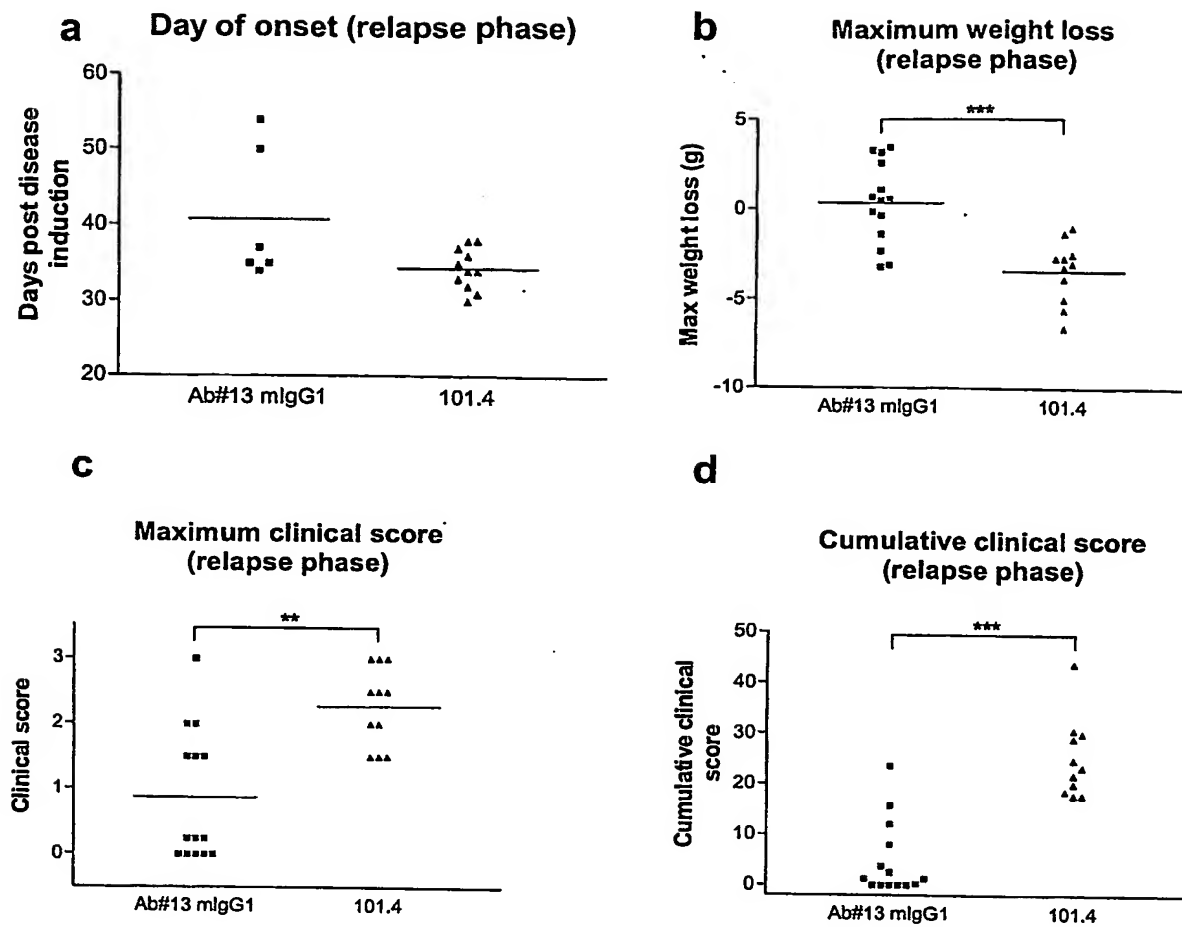 a
Day of onset (relapse phase)
60
50
40
30
20
Days post disease
induction
Ab#13 mIgG1
101.4
b
Maximum weight loss
(relapse phase)
***
5
0
-5
-10
Max weight loss (g)
Ab#13 mIgG1
101.4
c
Maximum clinical score
(relapse phase)
**
3
2
1
0
Clinical score
Ab#13 mIgG1
101.4
d
Cumulative clinical score
(relapse phase)
***
50
40
30
20
10
0
Cumulative clinical
score
Ab#13 mIgG1
101.4